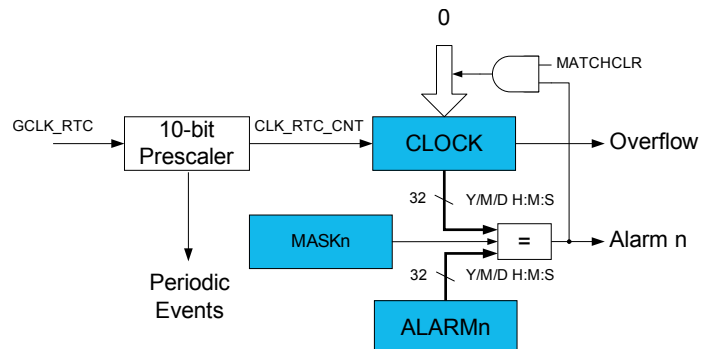 0
MATCHCLR
GCLK_RTC
10-bit
Prescaler
CLK_RTC_CNT
CLOCK
Overflow
32
Y/M/D H:M:S
MASKn
=
Alarm n
Periodic
Events
32
Y/M/D H:M:S
ALARMn